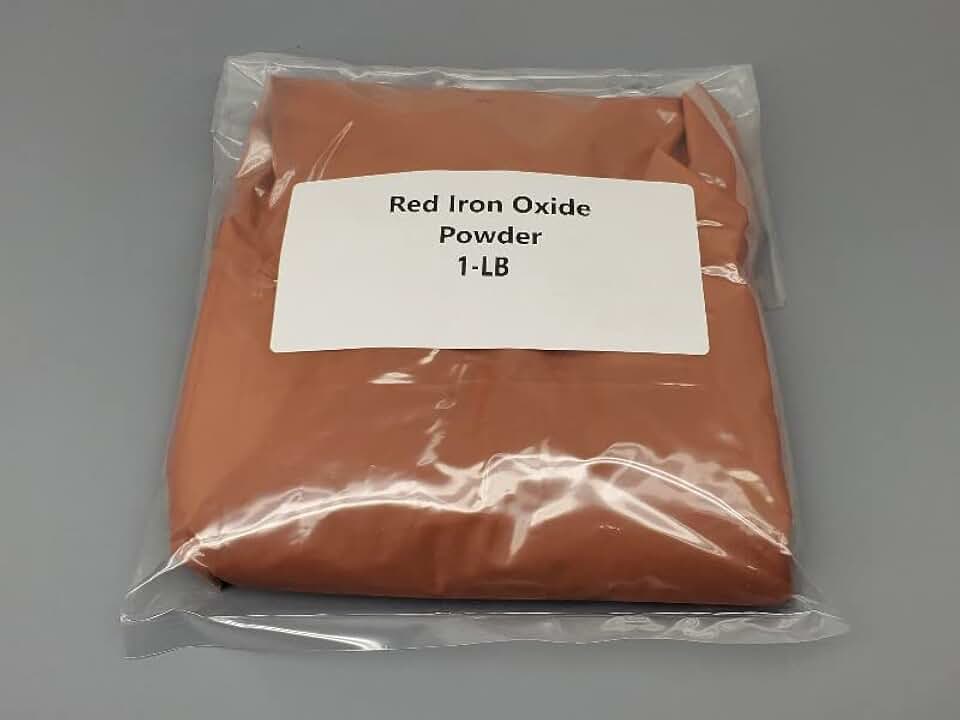 Red Iron Oxide
Powder
1-LB